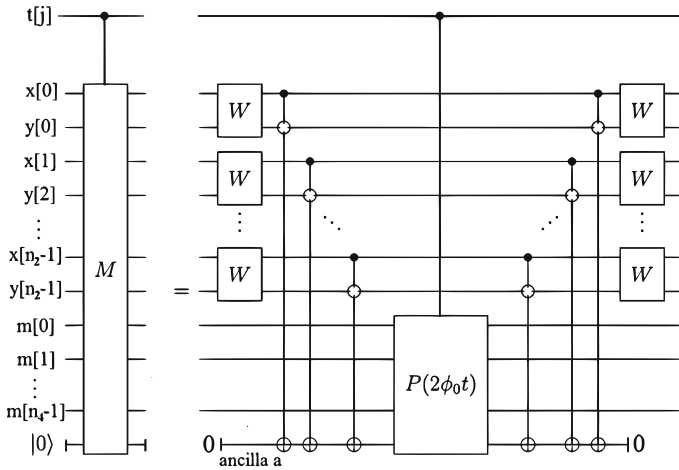 t[j]
x[0] W W
y[0]
x[1] W W
y[2]
x[n₂-1] M W W
y[n₂-1] =
m[0]
m[1] P(2ϕ₀t)
m[n₄-1]
|0⟩ 0 0
ancilla a